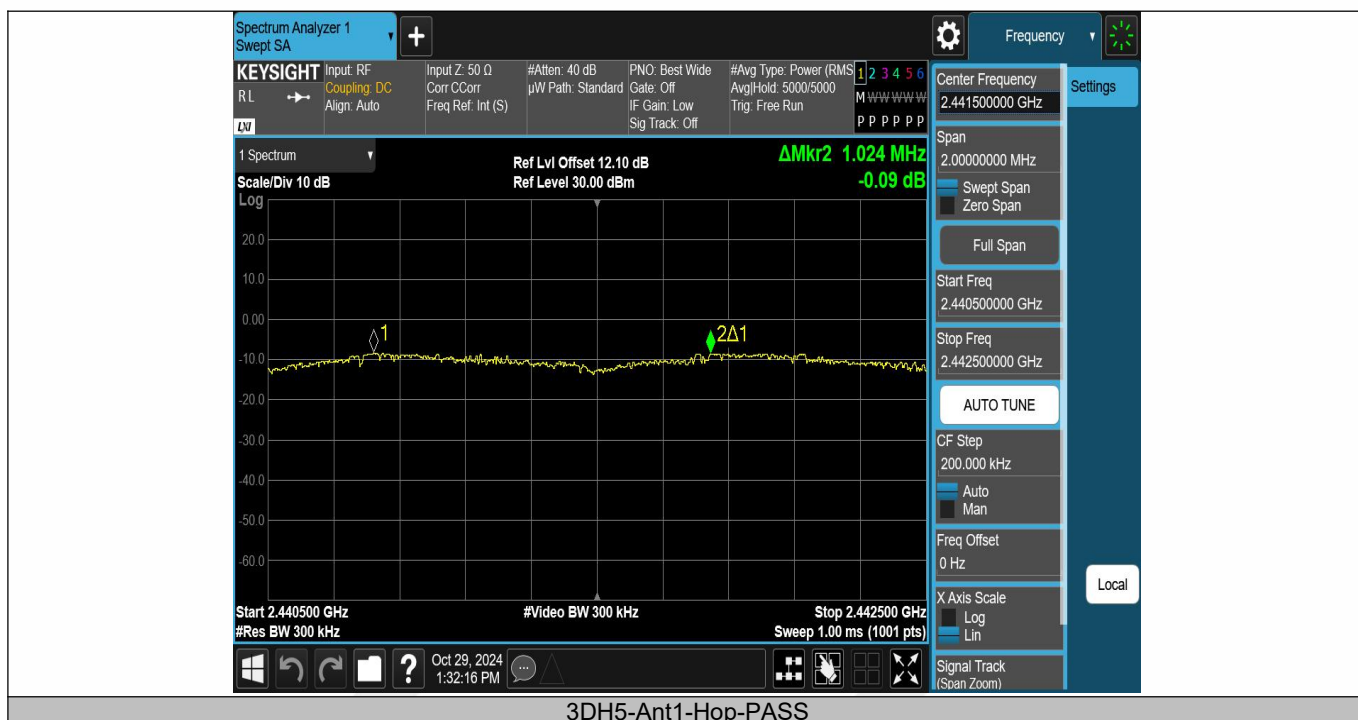 Spectrum Analyzer 1
Swept SA
+
Frequency
KEYSIGHT
RL
LXI
Input: RF
Coupling: DC
Align: Auto
Input Z: 50 Ω
Corr CCorr
Freq Ref: Int (S)
#Atten: 40 dB
µW Path: Standard
PNO: Best Wide
Gate: Off
IF Gain: Low
Sig Track: Off
#Avg Type: Power (RMS
Avg|Hold: 5000/5000
Trig: Free Run
1 2 3 4 5 6
M W W W W W
P P P P P P
1 Spectrum
Scale/Div 10 dB
Log
Ref Lvl Offset 12.10 dB
Ref Level 30.00 dBm
ΔMkr2 1.024 MHz
-0.09 dB
20.0
10.0
0.00
-10.0
-20.0
-30.0
-40.0
-50.0
-60.0
1
2Δ1
Start 2.440500 GHz
#Res BW 300 kHz
#Video BW 300 kHz
Stop 2.442500 GHz
Sweep 1.00 ms (1001 pts)
Center Frequency
2.441500000 GHz
Settings
Span
2.00000000 MHz
Swept Span
Zero Span
Full Span
Start Freq
2.440500000 GHz
Stop Freq
2.442500000 GHz
AUTO TUNE
CF Step
200.000 kHz
Auto
Man
Freq Offset
0 Hz
X Axis Scale
Log
Lin
Local
Signal Track
(Span Zoom)
?
Oct 29, 2024
1:32:16 PM
3DH5-Ant1-Hop-PASS